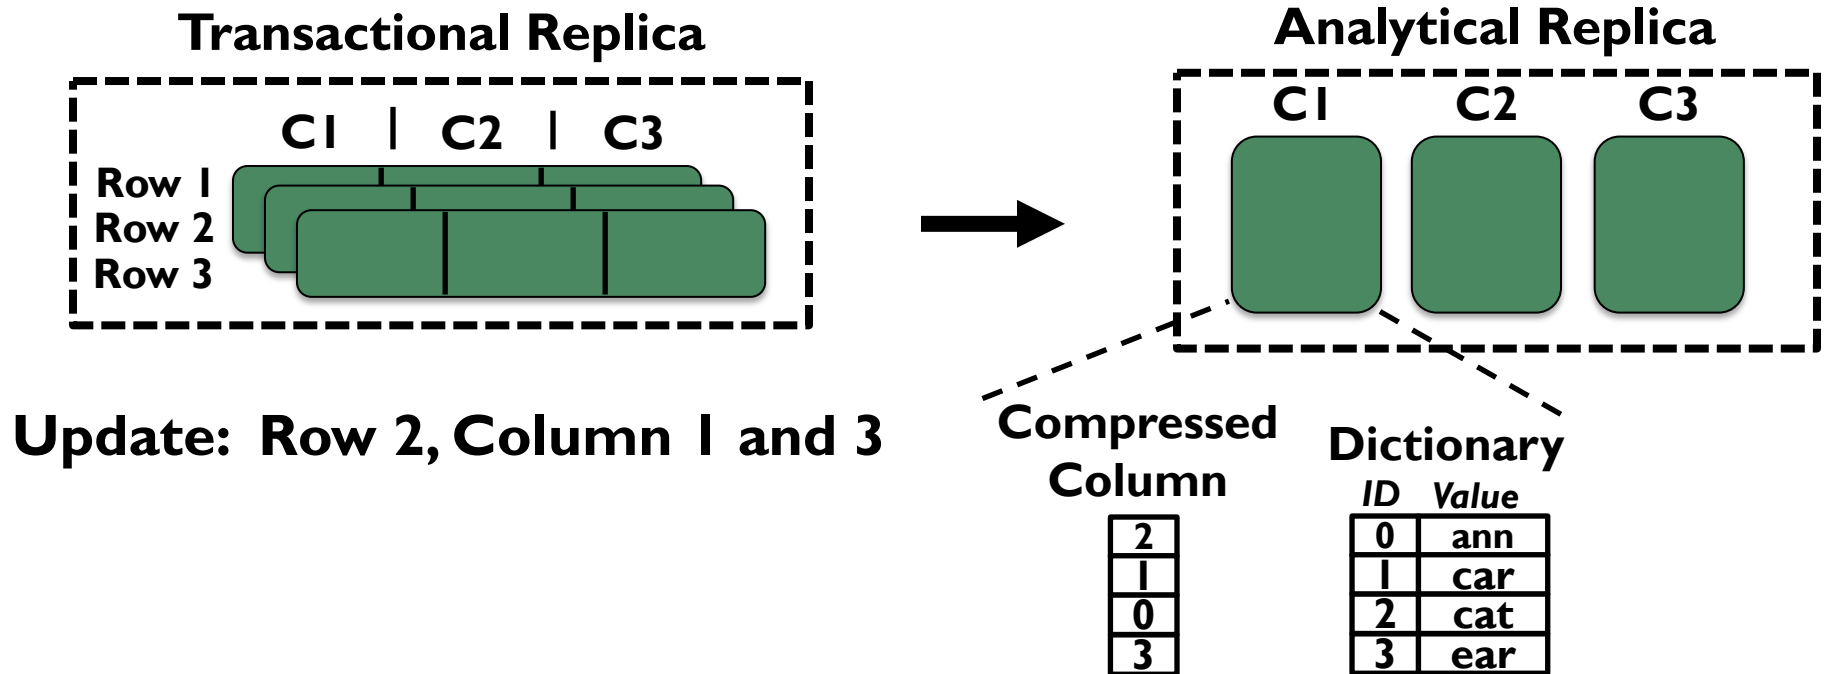 Transactional Replica
C1 | C2 | C3
Row 1
Row 2
Row 3
Update: Row 2, Column 1 and 3
Analytical Replica
C1 C2 C3
Compressed
Column
2
1
0
3
Dictionary
ID Value
0 ann
1 car
2 cat
3 ear